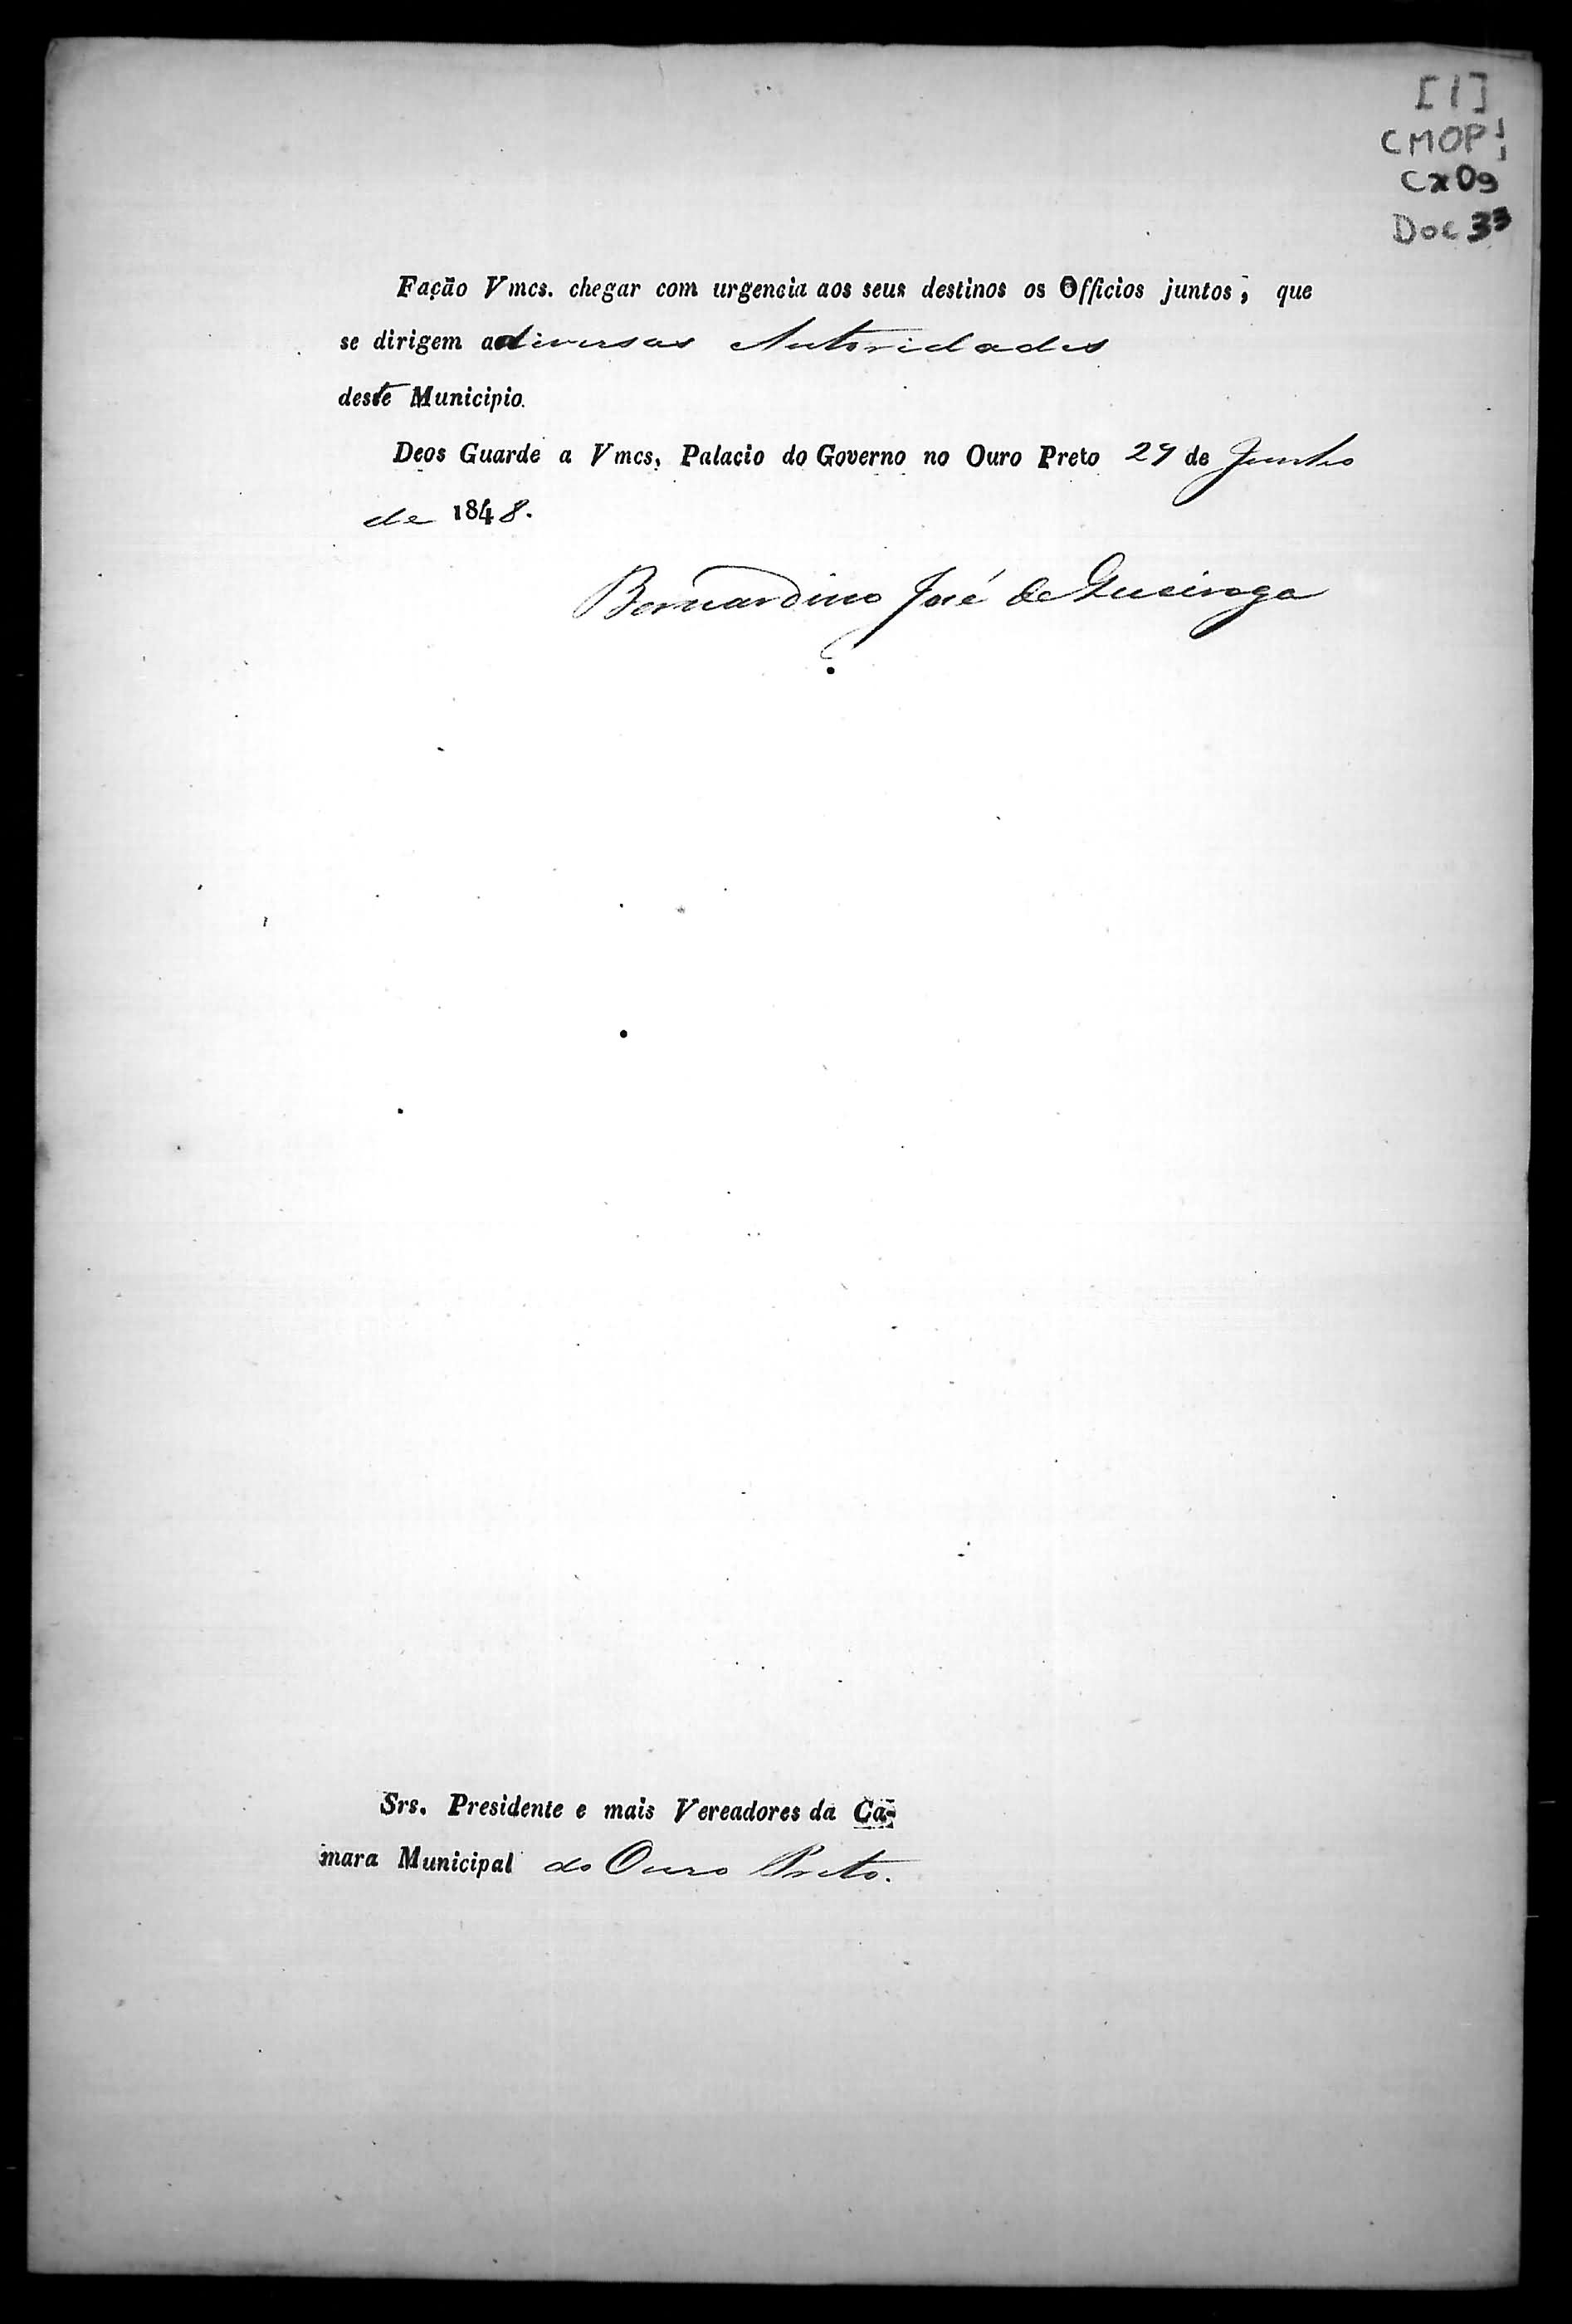 [1]
CMOP
Cx09
Doc 33
Fação Vmcs. chegar com urgencia aos seus destinos os Officios juntos, que
se dirigem a diversas Autoridades
deste Municipio.
Deos Guarde a Vmcs, Palacio do Governo no Ouro Preto 27 de Junho
de 1848.
Bernardino José de Queiroga
Srs. Presidente e mais Vereadores da Ca-
mara Municipal do Ouro Preto.